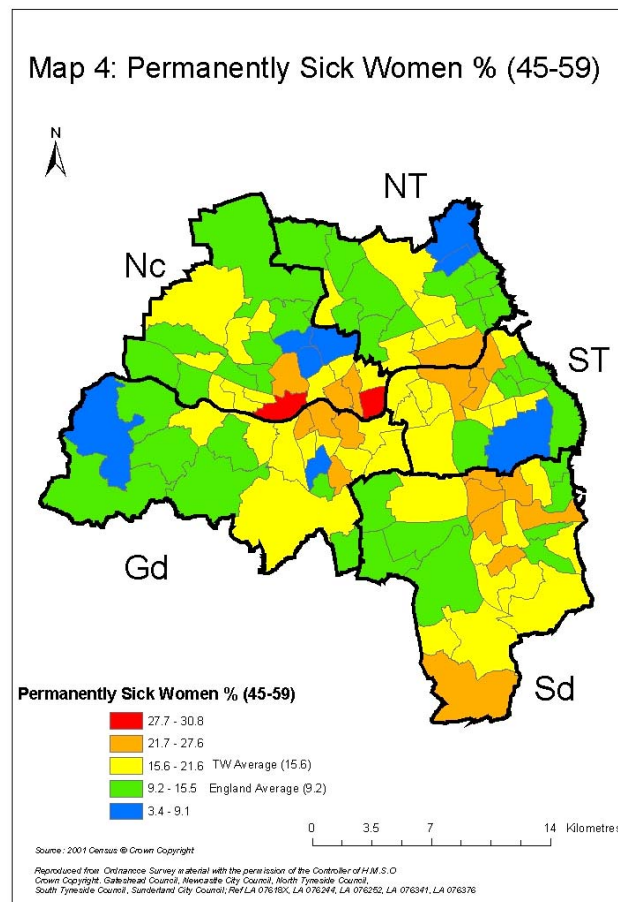 Map 4: Permanently Sick Women % (45-59)
N
NT
Nc
ST
Gd
Sd
Permanently Sick Women % (45-59)
27.7 - 30.8
21.7 - 27.6
15.6 - 21.6 TW Average (15.6)
9.2 - 15.5 England Average (9.2)
3.4 - 9.1
0 3.5 7 14 Kilometres
Source: 2001 Census © Crown Copyright
Reproduced from Ordnance Survey material with the permission of the Controller of H.M.S.O
Crown Copyright. Gateshead Council, Newcastle City Council, North Tyneside Council,
South Tyneside Council, Sunderland City Council; Ref LA 07618X, LA 076244, LA 076252, LA 076341, LA 076376